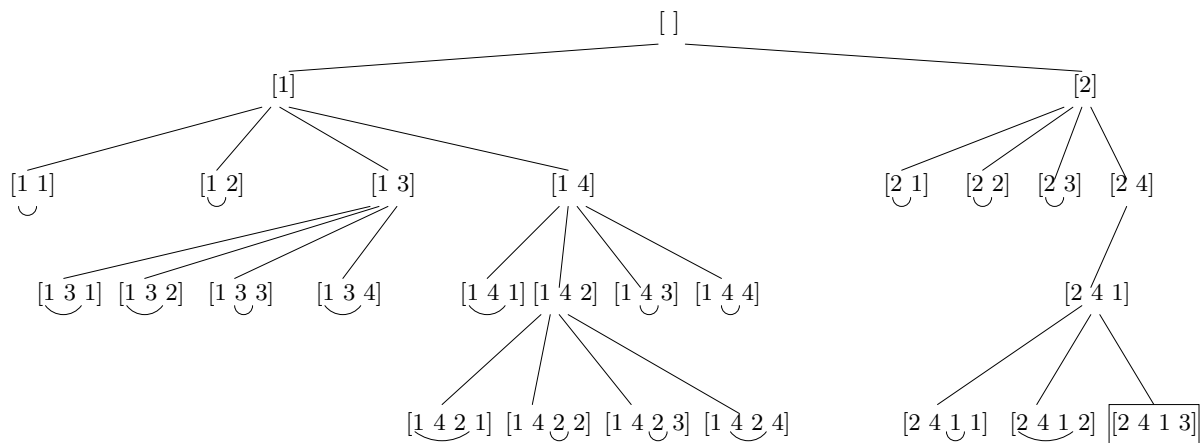 [ ]
[1] [2]
[1 1] [1 2] [1 3] [1 4] [2 1] [2 2] [2 3] [2 4]
[1 3 1] [1 3 2] [1 3 3] [1 3 4] [1 4 1] [1 4 2] [1 4 3] [1 4 4] [2 4 1]
[1 4 2 1] [1 4 2 2] [1 4 2 3] [1 4 2 4] [2 4 1 1] [2 4 1 2] [2 4 1 3]